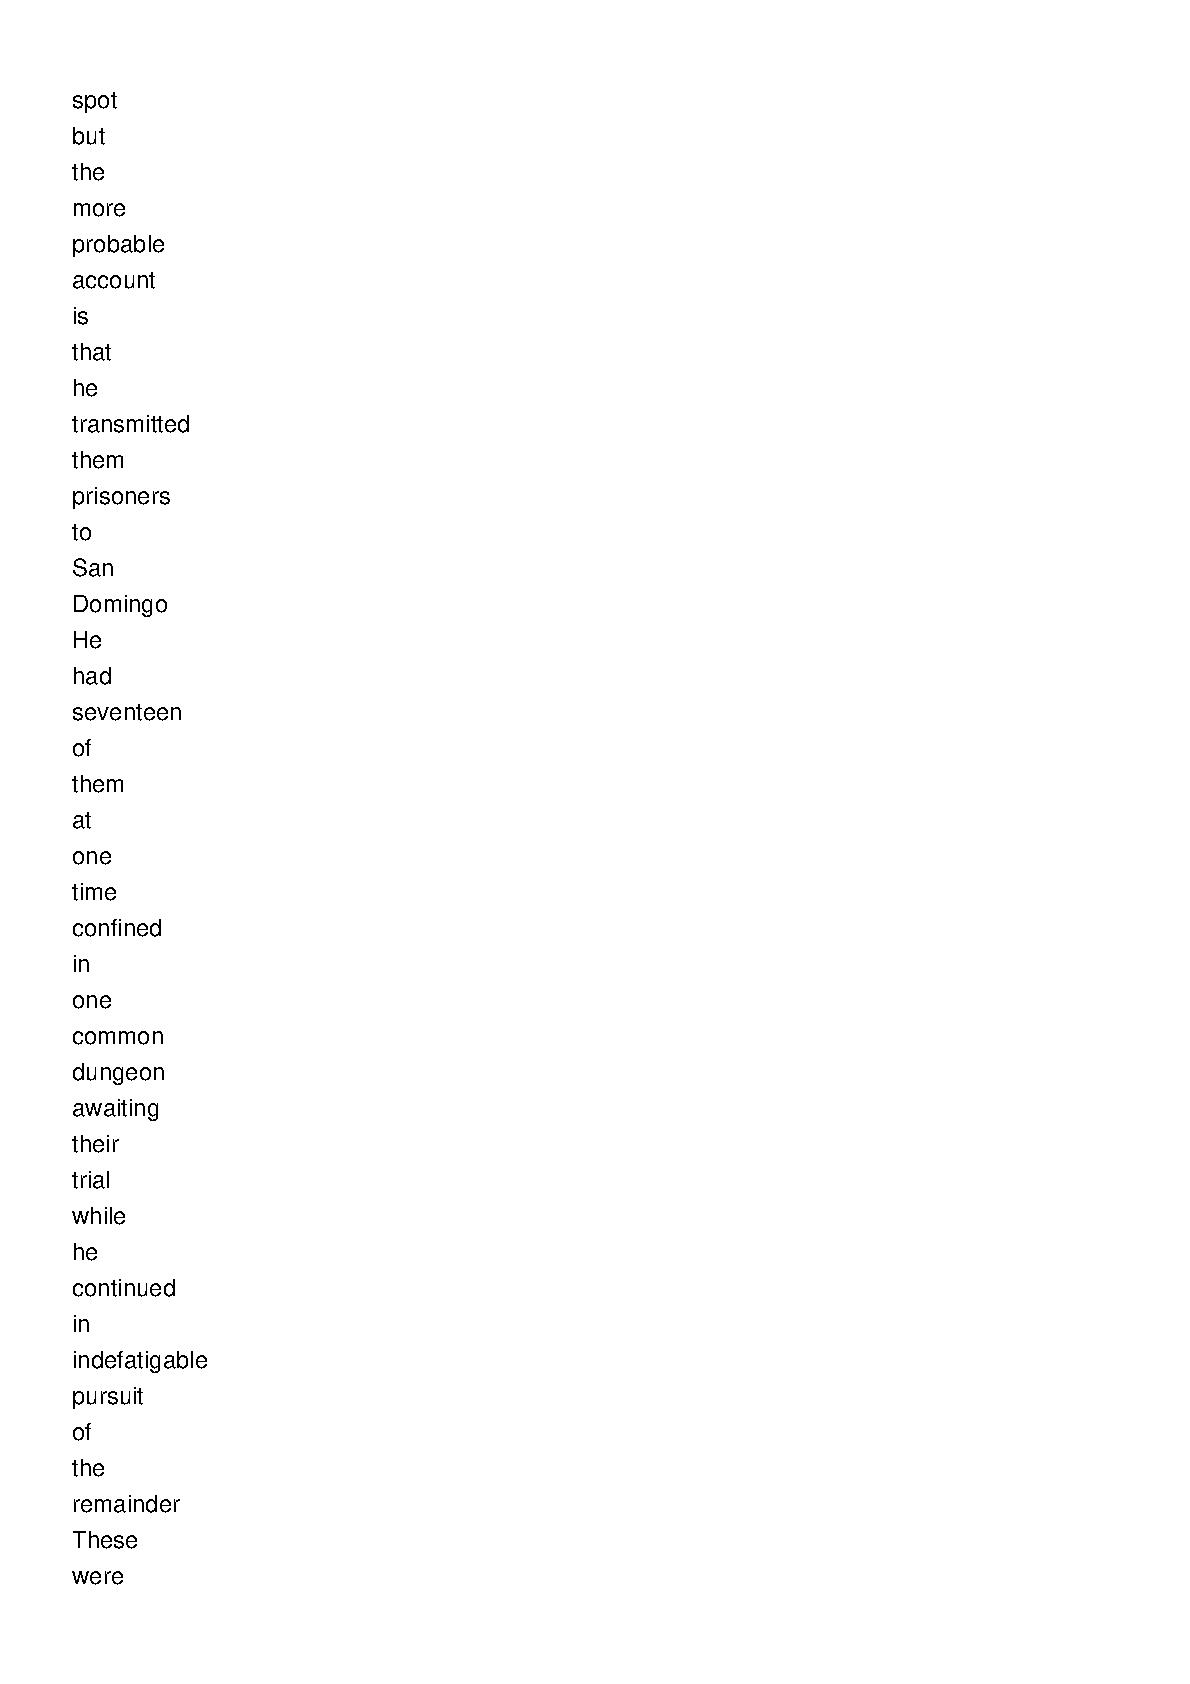 spot
but
the
more
probable
account
is
that
he
transmitted
them
prisoners
to
San
Domingo
He
had
seventeen
of
them
at
one
time
confined
in
one
common
dungeon
awaiting
their
trial
while
he
continued
in
indefatigable
pursuit
of
the
remainder
These
were